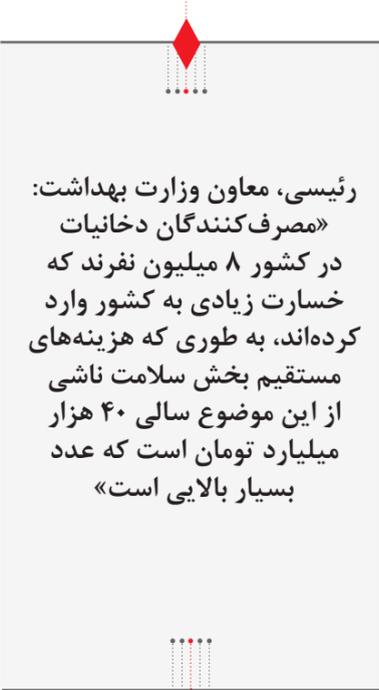 رئیسی، معاون وزارت بهداشت:
«مصرف‌کنندگان دخانیات
در کشور ۸ میلیون نفرند که
خسارت زیادی به کشور وارد
کرده‌اند، به طوری که هزینه‌های
مستقیم بخش سلامت ناشی
از این موضوع سالی ۴۰ هزار
میلیارد تومان است که عدد
بسیار بالایی است»